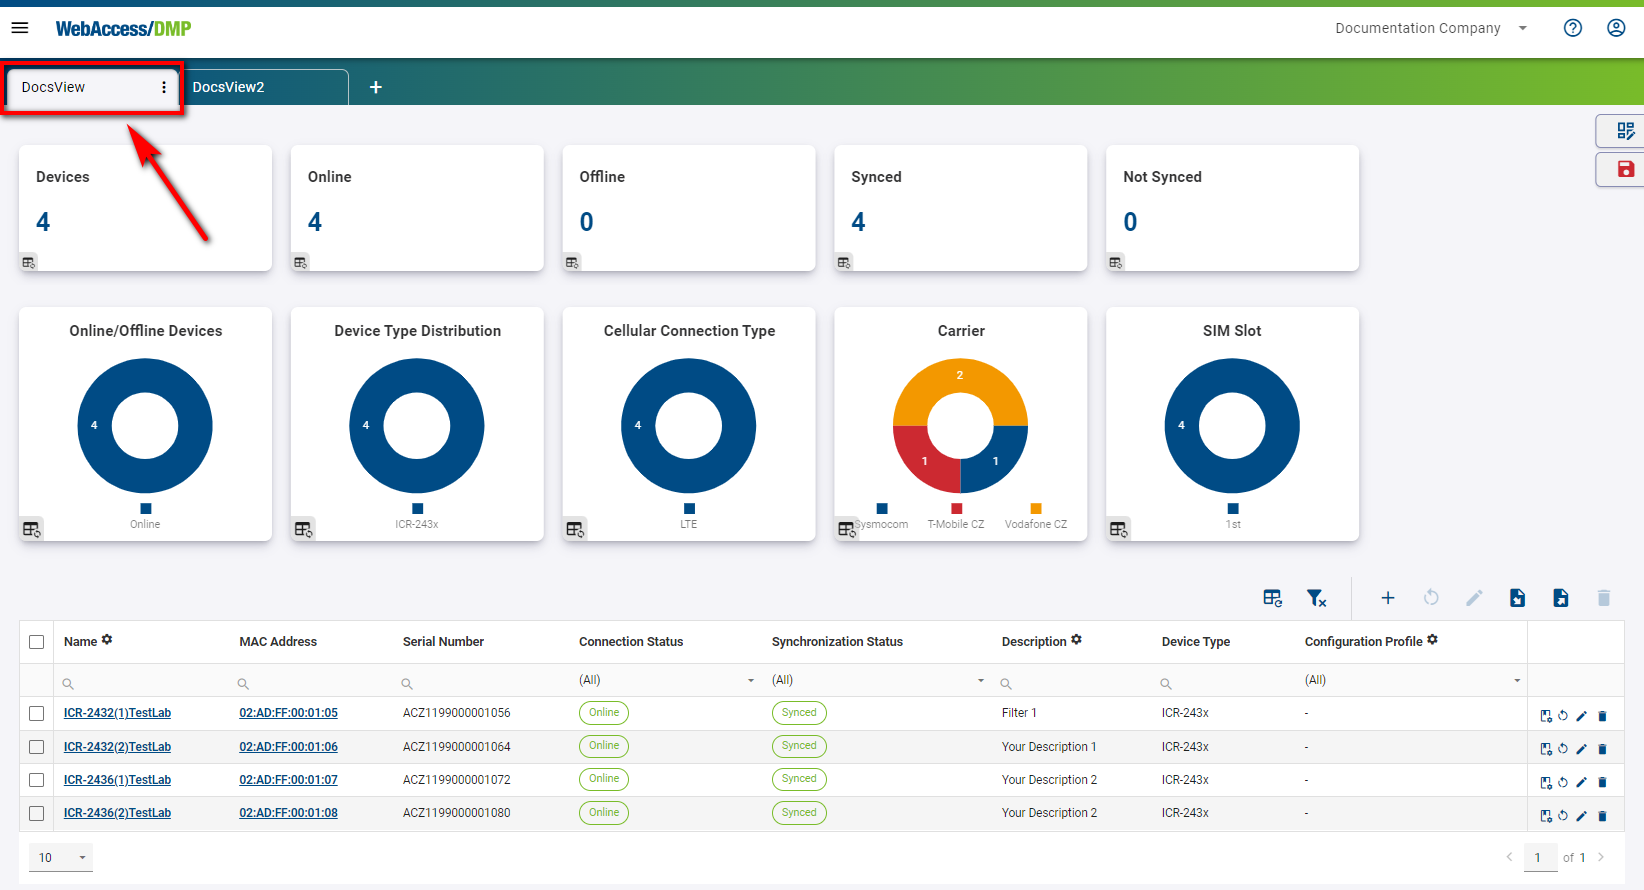 WebAccess/DMP
Documentation Company
DocsView
DocsView2
Devices
4
Online
4
Offline
0
Synced
4
Not Synced
0
Online/Offline Devices
4
Online
Device Type Distribution
4
ICR-243x
Cellular Connection Type
4
LTE
Carrier
2
1
1
Sysmocom T-Mobile CZ Vodafone CZ
SIM Slot
4
1st
Name MAC Address Serial Number Connection Status Synchronization Status Description Device Type Configuration Profile
(All) (All) (All)
ICR-2432(1)TestLab 02:AD:FF:00:01:05 ACZ1199000001056 Online Synced Filter 1 ICR-243x -
ICR-2432(2)TestLab 02:AD:FF:00:01:06 ACZ1199000001064 Online Synced Your Description 1 ICR-243x -
ICR-2436(1)TestLab 02:AD:FF:00:01:07 ACZ1199000001072 Online Synced Your Description 2 ICR-243x -
ICR-2436(2)TestLab 02:AD:FF:00:01:08 ACZ1199000001080 Online Synced Your Description 2 ICR-243x -
10
1 of 1